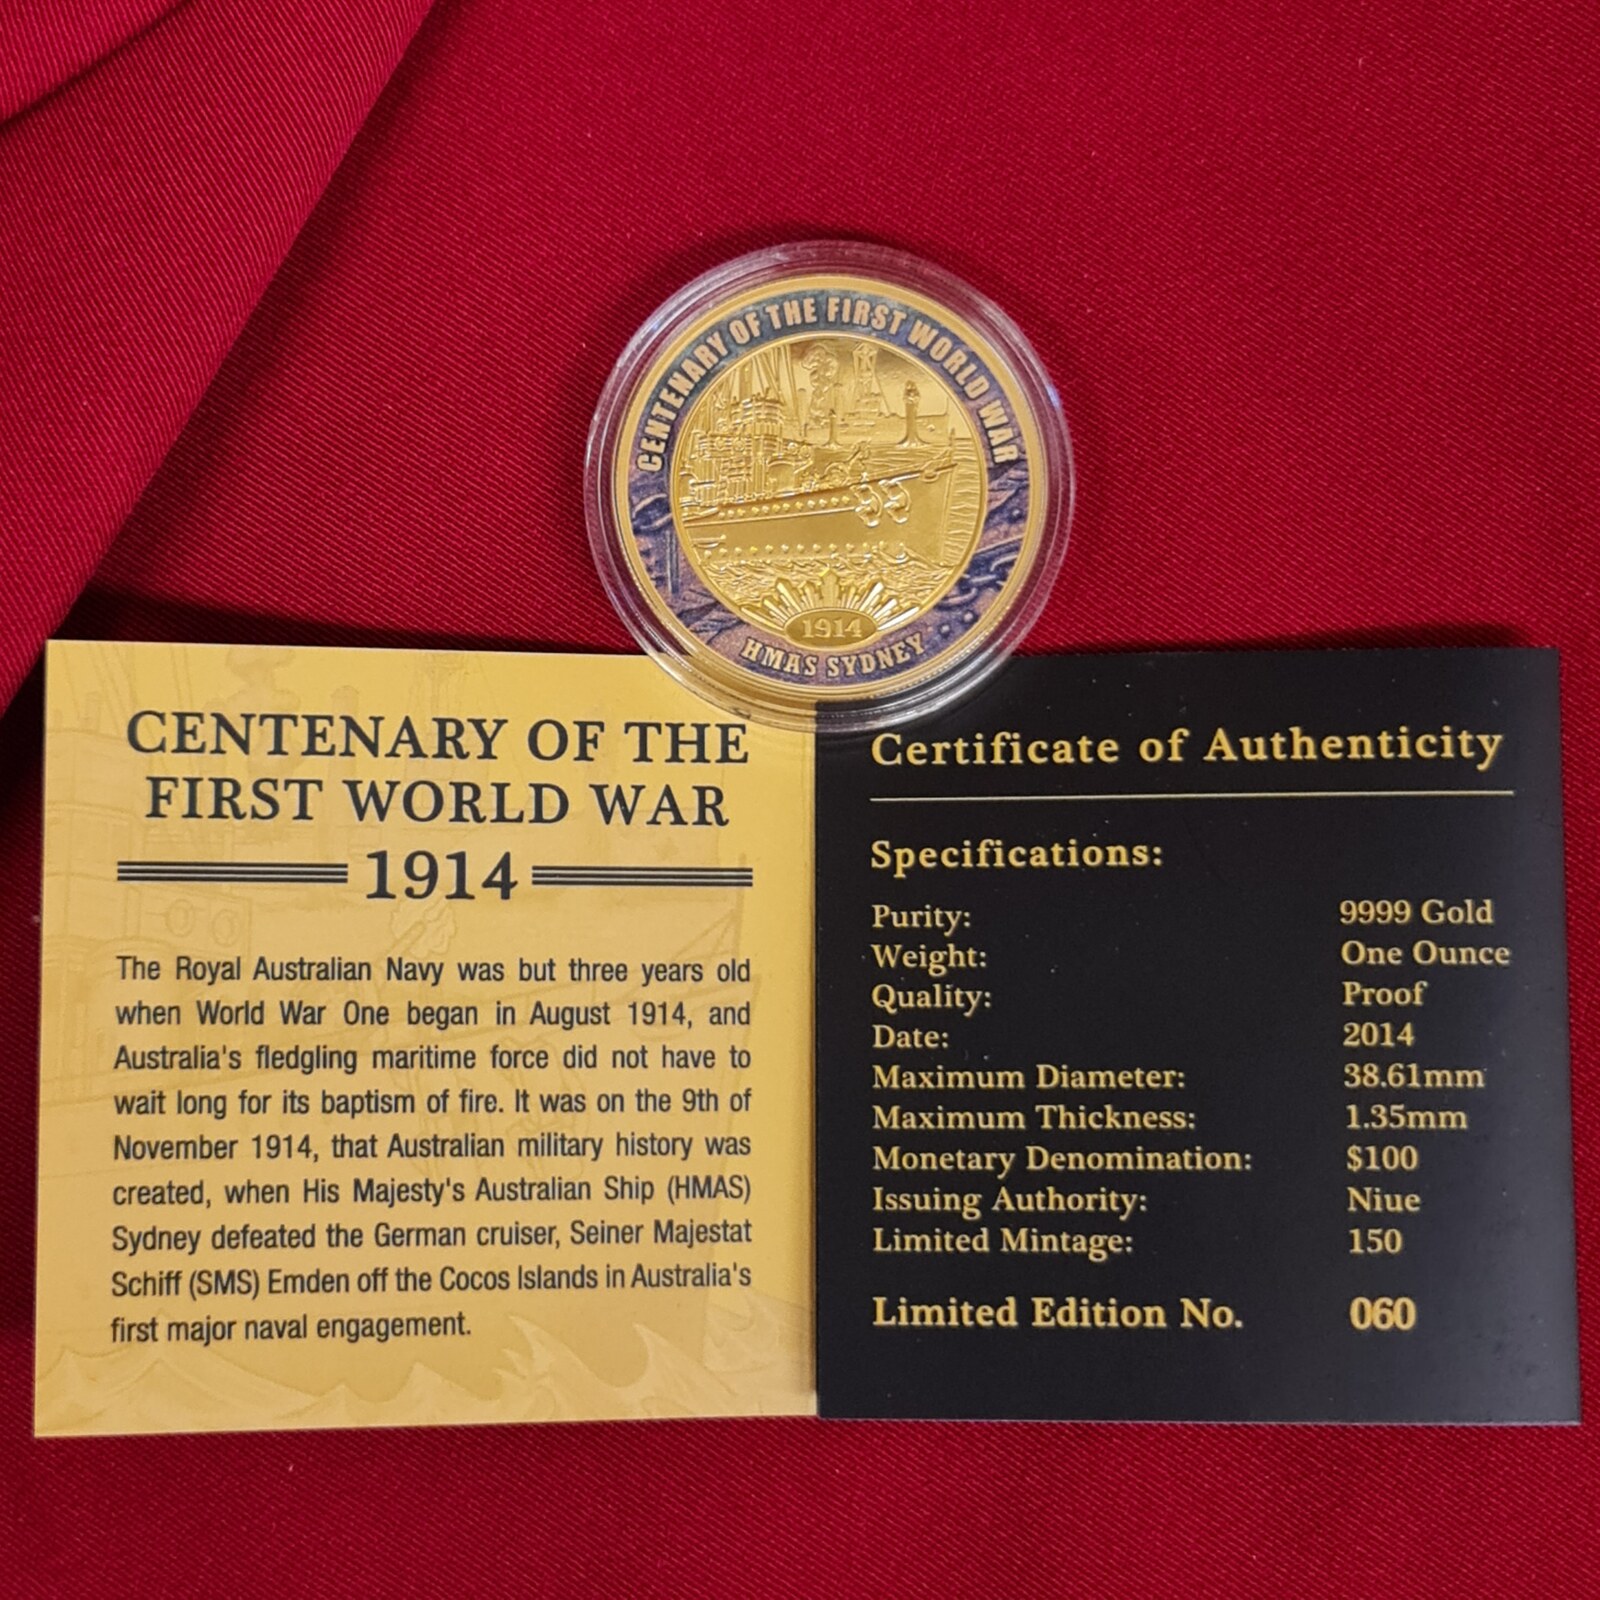 CENTENARY OF THE FIRST WORLD WAR
1914
HMAS SYDNEY
CENTENARY OF THE
FIRST WORLD WAR
1914
The Royal Australian Navy was but three years old
when World War One began in August 1914, and
Australia's fledgling maritime force did not have to
wait long for its baptism of fire. It was on the 9th of
November 1914, that Australian military history was
created, when His Majesty's Australian Ship (HMAS)
Sydney defeated the German cruiser, Seiner Majestat
Schiff (SMS) Emden off the Cocos Islands in Australia's
first major naval engagement.
Certificate of Authenticity
Specifications:
Purity: 9999 Gold
Weight: One Ounce
Quality: Proof
Date: 2014
Maximum Diameter: 38.61mm
Maximum Thickness: 1.35mm
Monetary Denomination: $100
Issuing Authority: Niue
Limited Mintage: 150
Limited Edition No. 060